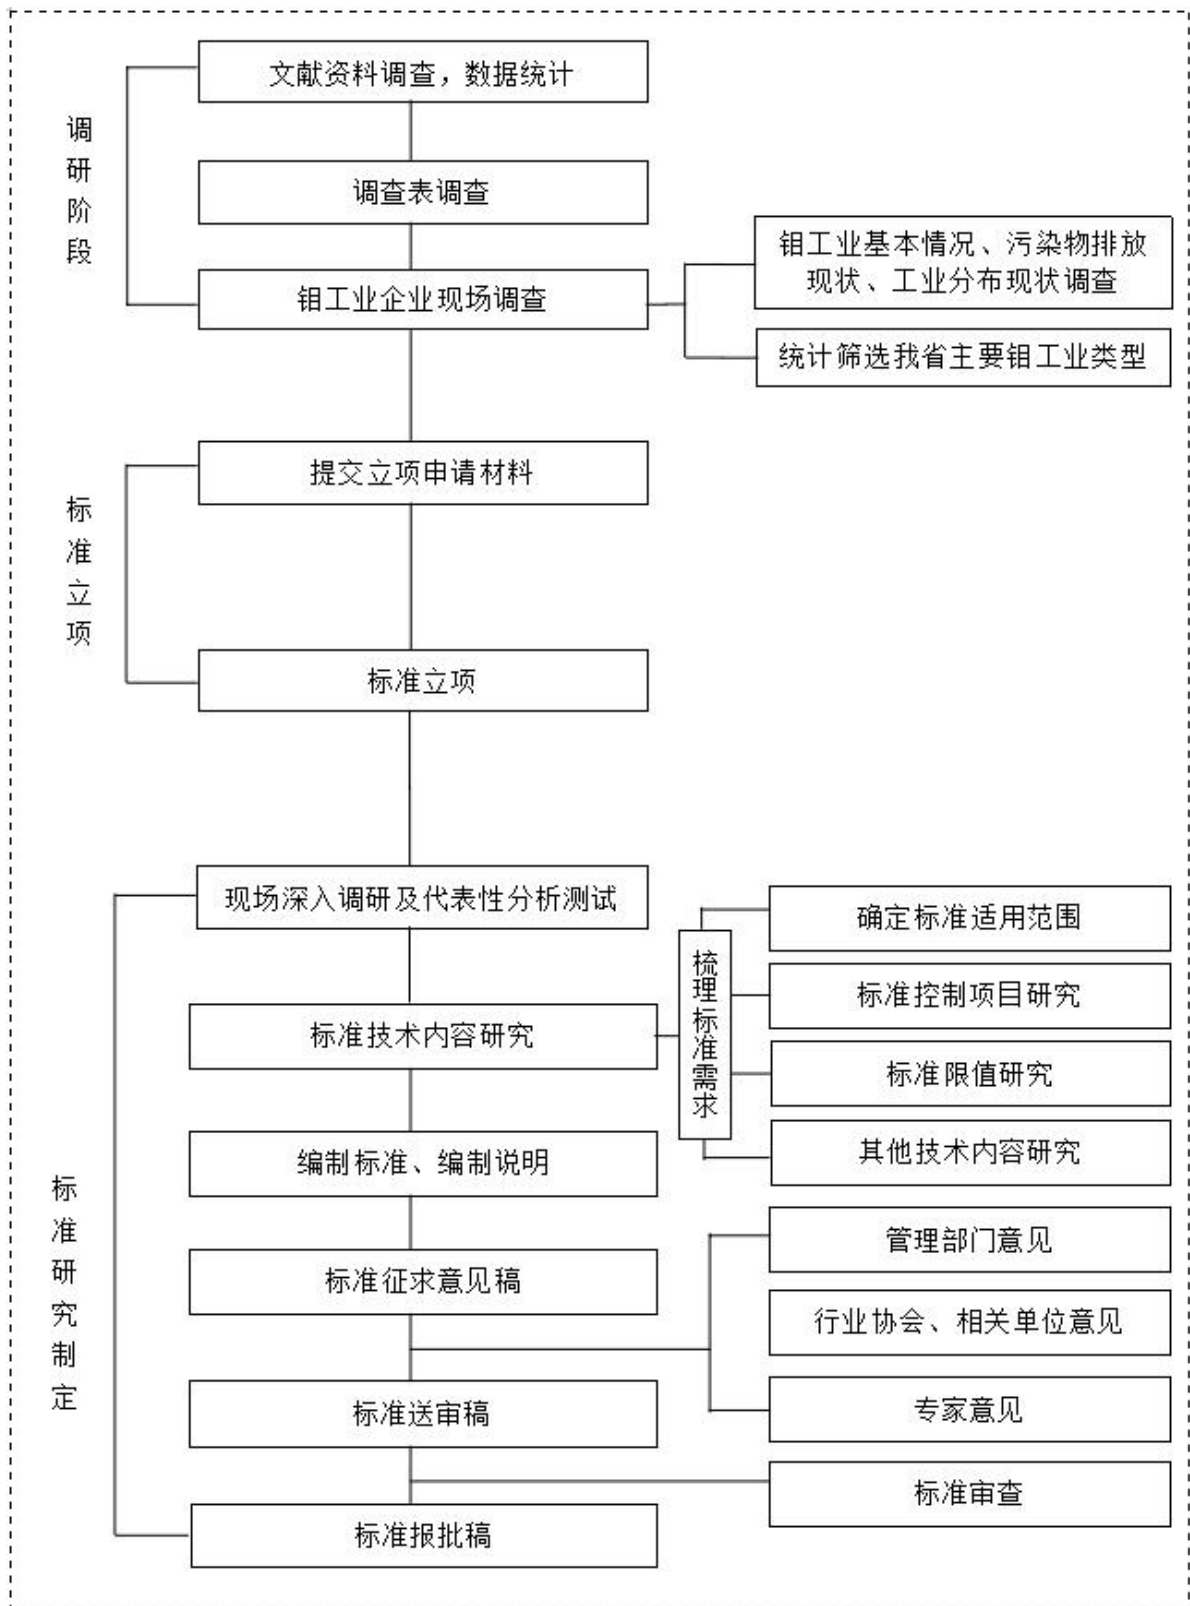 文献资料调查，数据统计
调研阶段
调查表调查
钼工业企业现场调查
钼工业基本情况、污染物排放
现状、工业分布现状调查
统计筛选我省主要钼工业类型
提交立项申请材料
标准立项
标准立项
现场深入调研及代表性分析测试
标准技术内容研究
梳理标准需求
确定标准适用范围
标准控制项目研究
标准限值研究
其他技术内容研究
编制标准、编制说明
标准研究制定
标准征求意见稿
管理部门意见
行业协会、相关单位意见
专家意见
标准送审稿
标准审查
标准报批稿